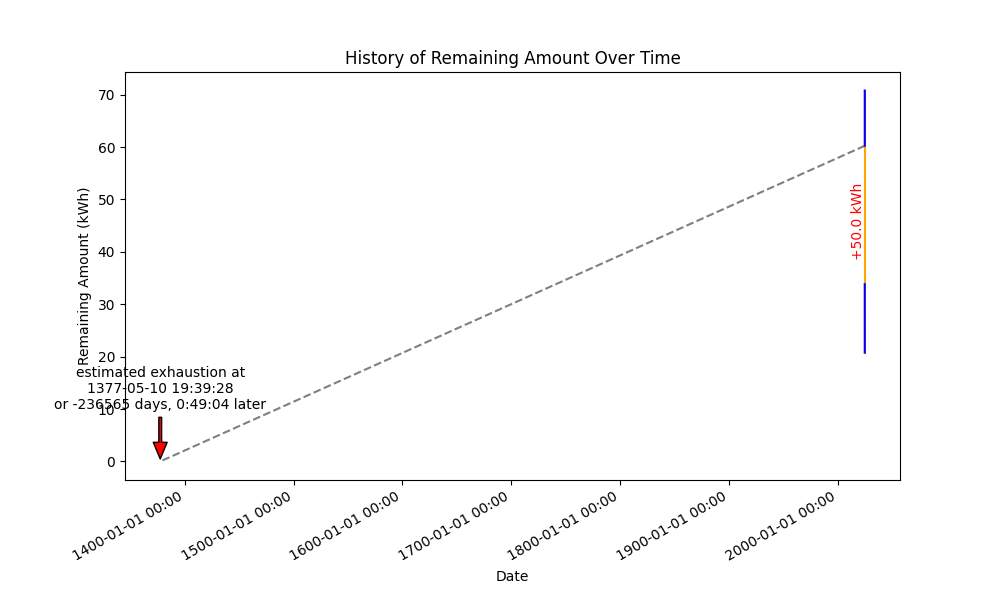 History of Remaining Amount Over Time
Remaining Amount (kWh)
70
60
50
40
30
20
10
0
+50.0 kWh
estimated exhaustion at
1377-05-10 19:39:28
or -236565 days, 0:49:04 later
1400-01-01 00:00
1500-01-01 00:00
1600-01-01 00:00
1700-01-01 00:00
1800-01-01 00:00
1900-01-01 00:00
2000-01-01 00:00
Date